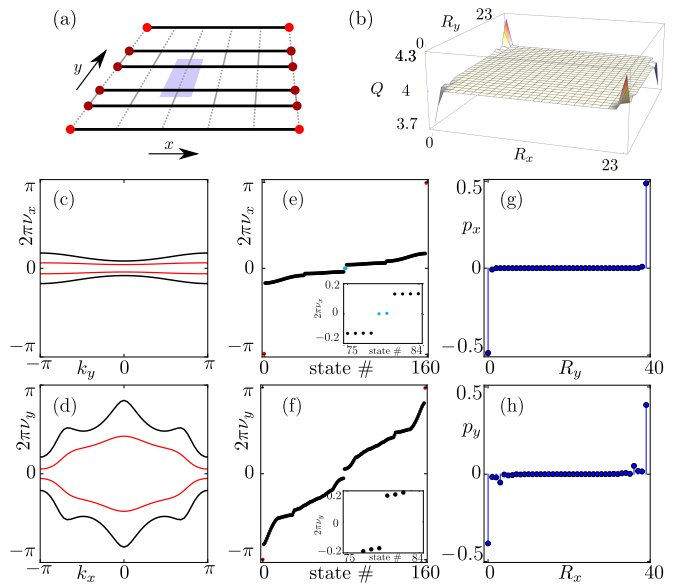 (a)
y
x
(b)
R_y
23
0
4.3
Q
4
3.7
0
R_x
23
(c)
π
2πν_x
0
−π
−π
k_y
0
π
(e)
π
2πν_x
0
−π
0
state #
160
0.2
2πν_x
0
−0.2
75
state #
84
(g)
0.5
p_x
0
−0.5
0
R_y
40
(d)
π
2πν_y
0
−π
−π
k_x
0
π
(f)
π
2πν_y
0
−π
0
state #
160
0.2
2πν_y
0
−0.2
75
state #
84
(h)
0.5
p_y
0
−0.5
0
R_x
40